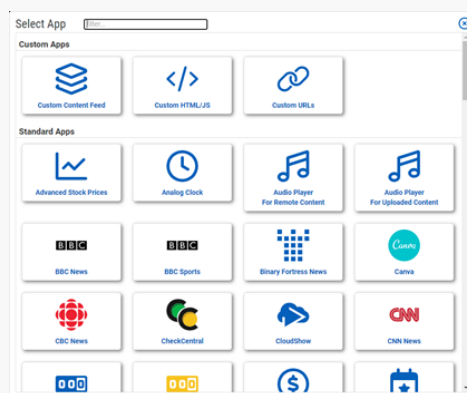 Select App
Filter...
Custom Apps
Custom Content Feed
Custom HTML/JS
Custom URLs
Standard Apps
Advanced Stock Prices
Analog Clock
Audio Player
For Remote Content
Audio Player
For Uploaded Content
BBC
BBC News
BBC
BBC Sports
Binary Fortress News
Canva
Canva
CBC News
CheckCentral
CloudShow
CNN
CNN News
000
000
$